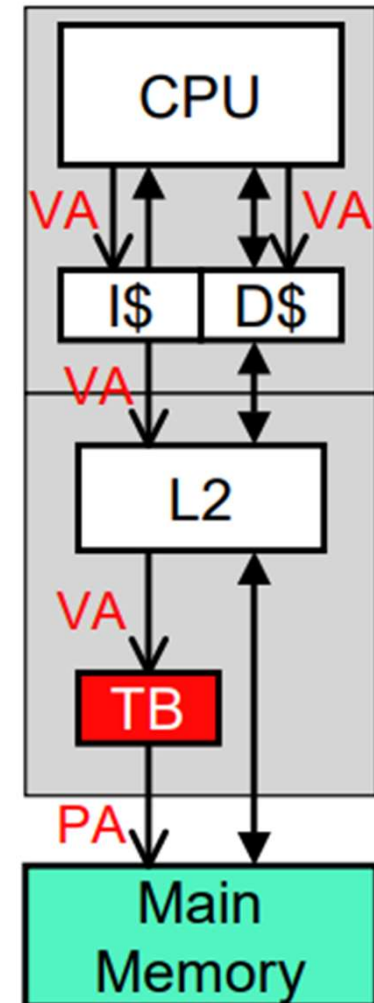 CPU
VA VA
I$ D$
VA
L2
VA
TB
PA
Main
Memory